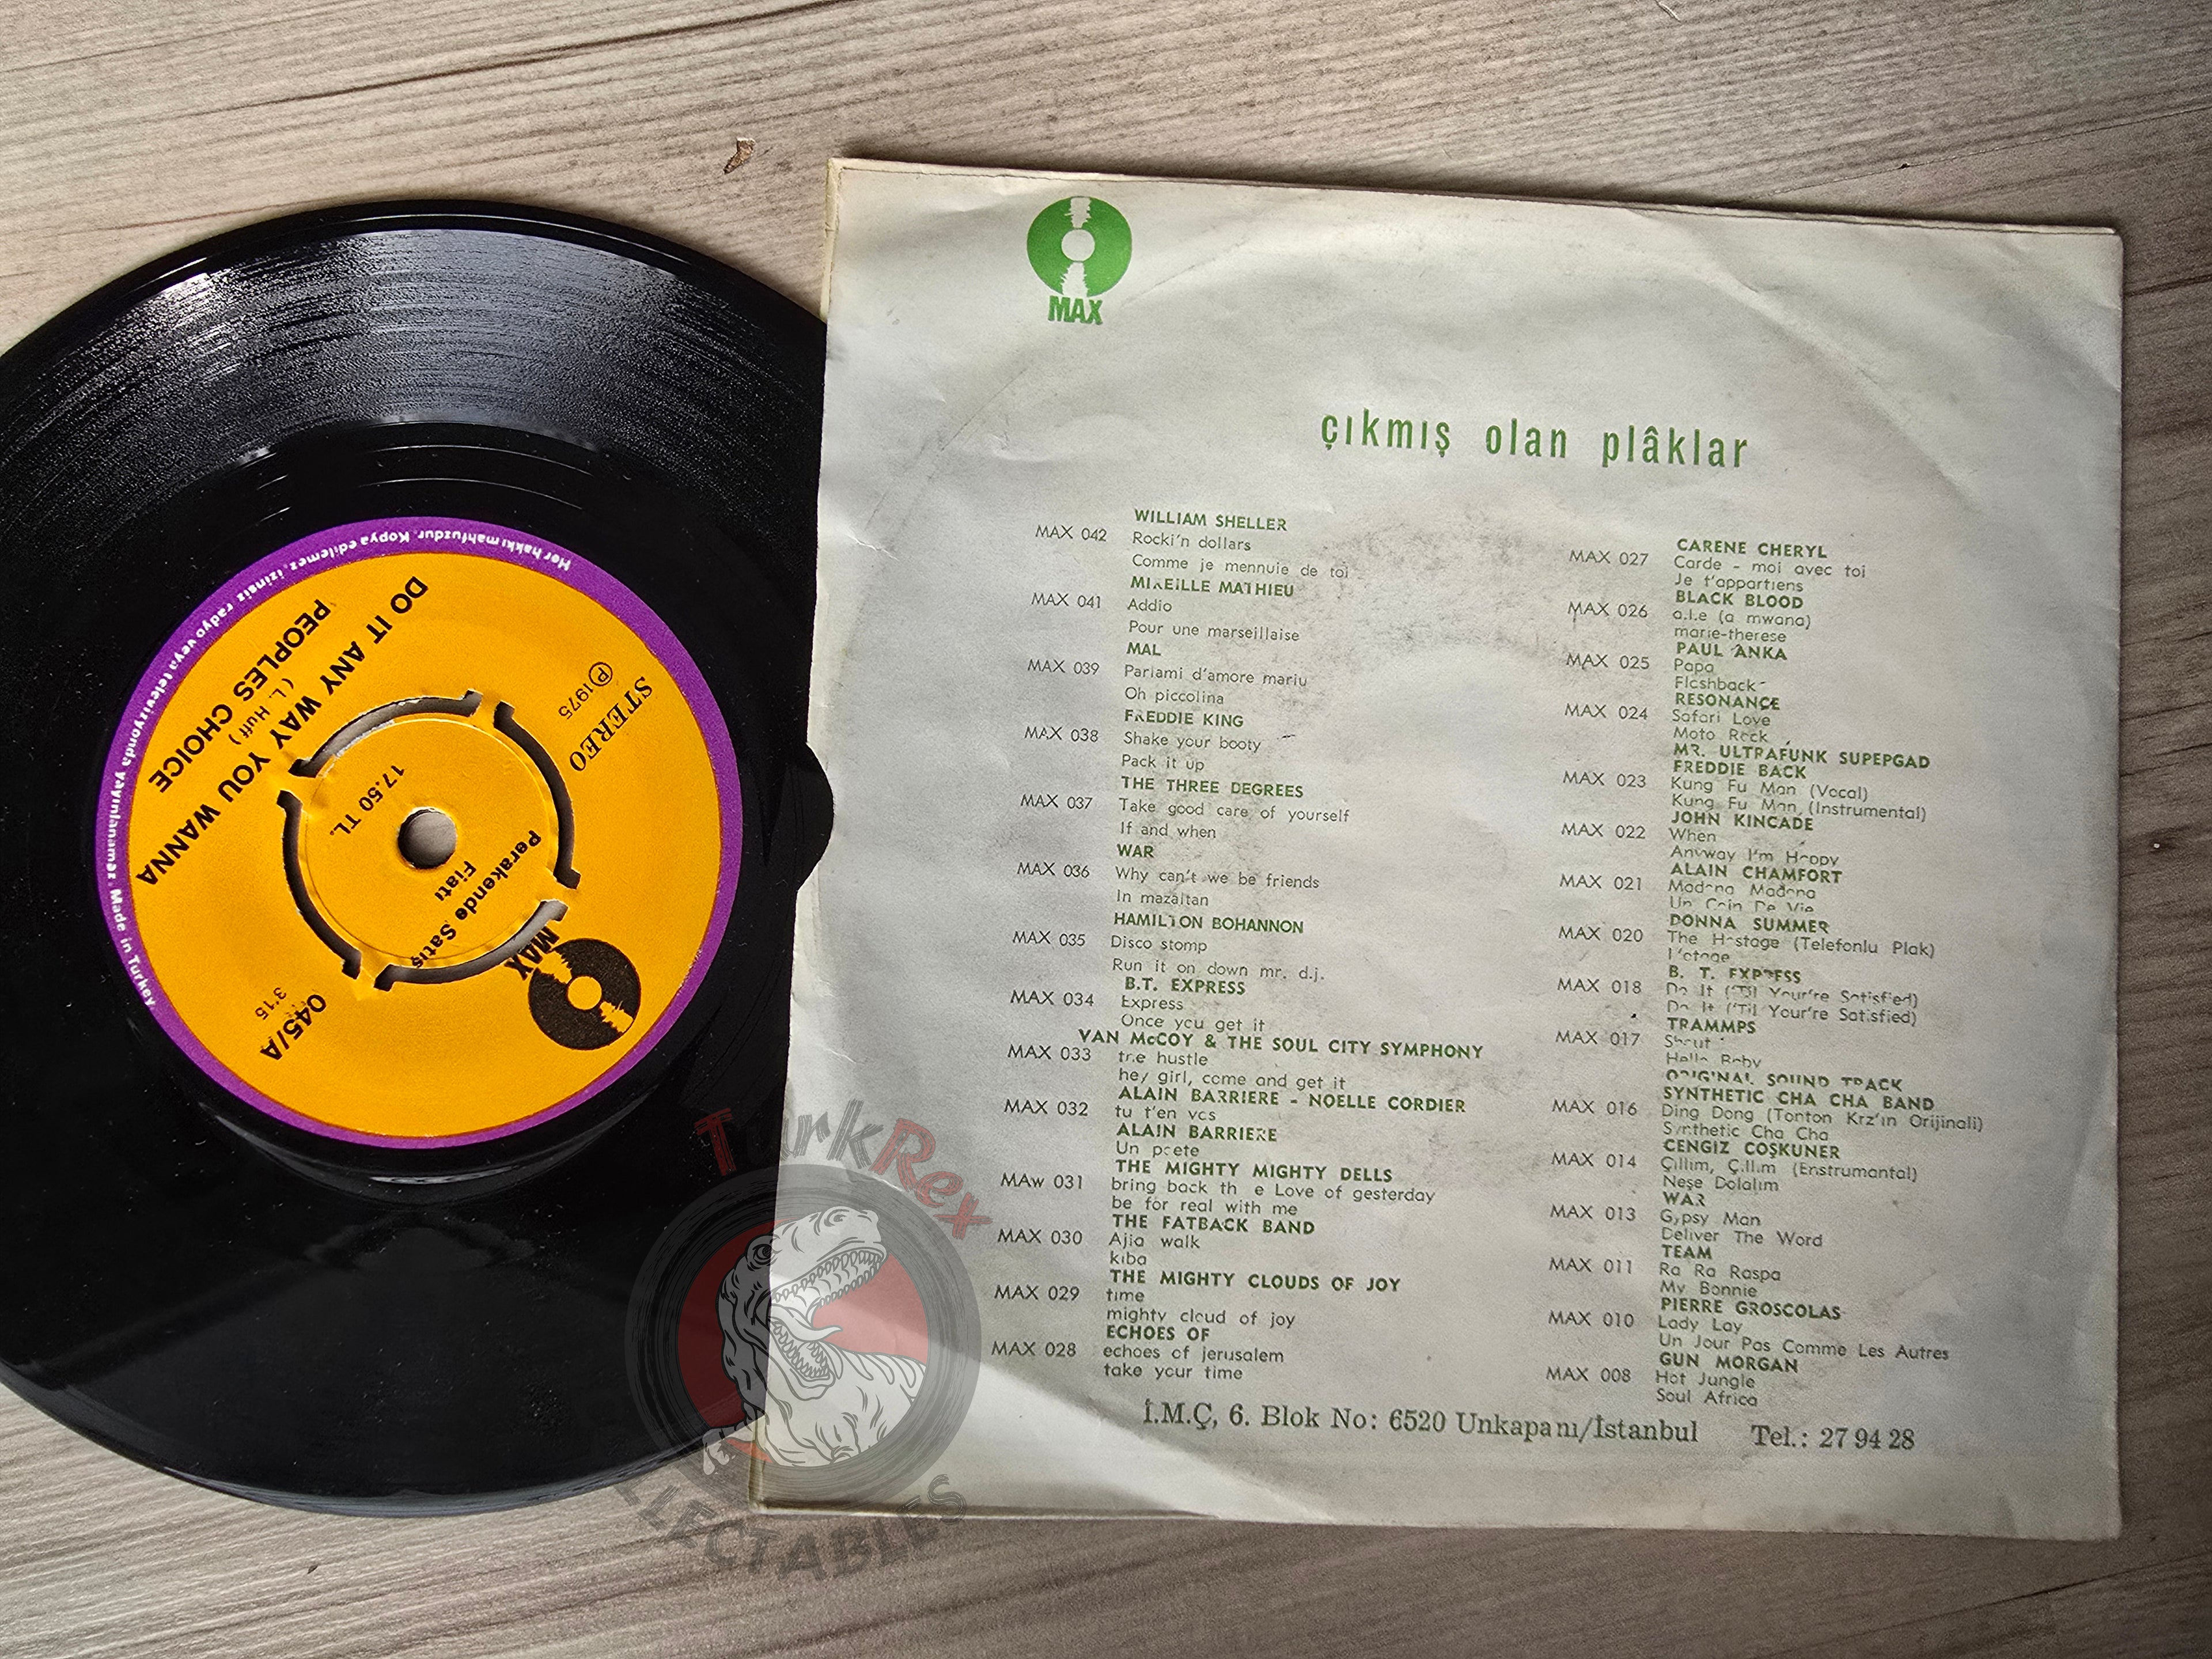 Her hakkı mahfuzdur. Kopya edilemez, izinsiz radyo veya televizyonda yayınlanamaz. Made in Turkey
DO IT ANY WAY YOU WANNA
PEOPLES CHOICE
( L. Huff )
STEREO
Ⓟ1975
17.50 TL.
Perakende Satış
Fiatı
MAX
045/A
3'15
MAX
çıkmış olan plâklar
WILLIAM SHELLER
MAX 042
Rocki'n dollars
Comme je mennuie de toi
MIREILLE MATHIEU
MAX 041
Addio
Pour une marseillaise
MAL
MAX 039
Parlami d'amore mariu
Oh piccolina
FREDDIE KING
MAX 038
Shake your booty
Pack it up
THE THREE DEGREES
MAX 037
Take good care of yourself
If and when
WAR
MAX 036
Why can't we be friends
In mazaltan
HAMILTON BOHANNON
MAX 035
Disco stomp
Run it on down mr. d.j.
B.T. EXPRESS
MAX 034
Express
Once you get it
VAN McCOY & THE SOUL CITY SYMPHONY
MAX 033
the hustle
hey girl, come and get it
ALAIN BARRIERE - NOELLE CORDIER
MAX 032
tu t'en vcs
ALAIN BARRIERE
Un pcete
THE MIGHTY MIGHTY DELLS
MAw 031
bring back th e Love of gesterday
be for real with me
THE FATBACK BAND
MAX 030
Ajia walk
kiba
THE MIGHTY CLOUDS OF JOY
MAX 029
time
mighty cloud of joy
ECHOES OF
MAX 028
echoes of jerusalem
take your time
CARENE CHERYL
MAX 027
Carde - moi avec toi
Je t'appartiens
BLACK BLOOD
MAX 026
a.i.e (a mwana)
marie-therese
PAUL ANKA
MAX 025
Papa
Flashback
RESONANCE
MAX 024
Safari Love
Moto Rock
MR. ULTRAFUNK SUPEPGAD
FREDDIE BACK
MAX 023
Kung Fu Man (Vocal)
Kung Fu Man (Instrumental)
JOHN KINCADE
MAX 022
When
Anyway I'm Happy
ALAIN CHAMFORT
MAX 021
Madona Madona
Un Coin De Vie
DONNA SUMMER
MAX 020
The Hostage (Telefonlu Plak)
L'otage
B. T. EXPRESS
MAX 018
Do It ('Til Your're Satisfied)
Do It ('Til Your're Satisfied)
TRAMMPS
MAX 017
Shout
Hello Baby
ORIGINAL SOUND TRACK
SYNTHETIC CHA CHA BAND
MAX 016
Ding Dong (Tonton Krz'ın Orijinali)
Synthetic Cha Cha
CENGIZ COŞKUNER
MAX 014
Çillim, Çillim (Enstrumantal)
Neşe Dolalım
WAR
MAX 013
Gypsy Man
Deliver The Word
TEAM
MAX 011
Ra Ra Raspa
My Bonnie
PIERRE GROSCOLAS
MAX 010
Lady Lay
Un Jour Pas Comme Les Autres
GUN MORGAN
MAX 008
Hot Jungle
Soul Africa
İ.M.Ç, 6. Blok No: 6520 Unkapanı/İstanbul Tel.: 27 94 28
TurkRex